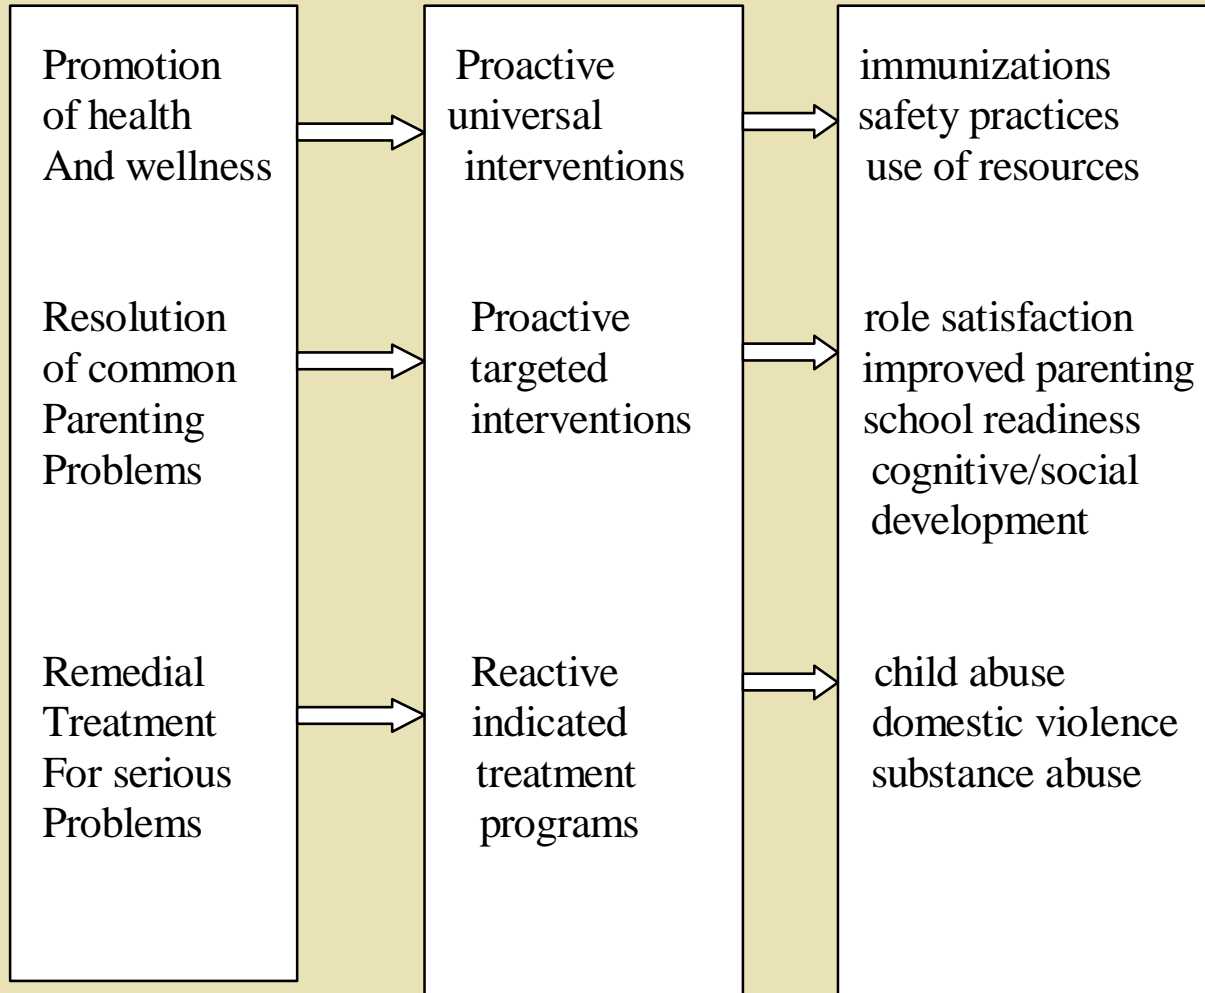 Promotion
of health
And wellness
Proactive
universal
interventions
immunizations
safety practices
use of resources
Resolution
of common
Parenting
Problems
Proactive
targeted
interventions
role satisfaction
improved parenting
school readiness
cognitive/social
development
Remedial
Treatment
For serious
Problems
Reactive
indicated
treatment
programs
child abuse
domestic violence
substance abuse